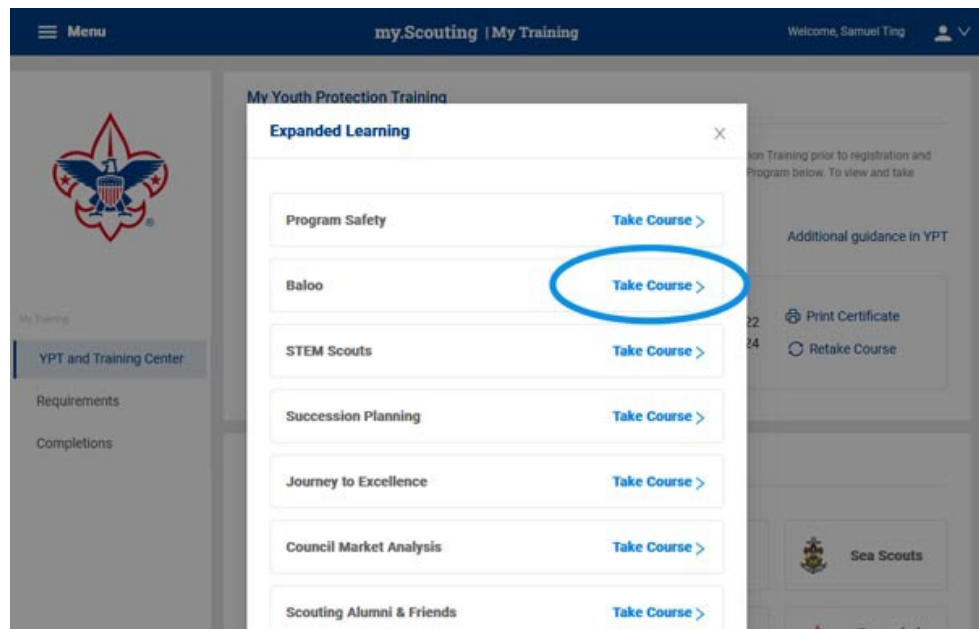 Menu
my.Scouting | My Training
Welcome, Samuel Ting
My Youth Protection Training
Expanded Learning
ion Training prior to registration and
Program below. To view and take
Program Safety
Take Course >
Additional guidance in YPT
Baloo
Take Course >
My Training
22
Print Certificate
24
Retake Course
YPT and Training Center
STEM Scouts
Take Course >
Requirements
Succession Planning
Take Course >
Completions
Journey to Excellence
Take Course >
Council Market Analysis
Take Course >
Sea Scouts
Scouting Alumni & Friends
Take Course >